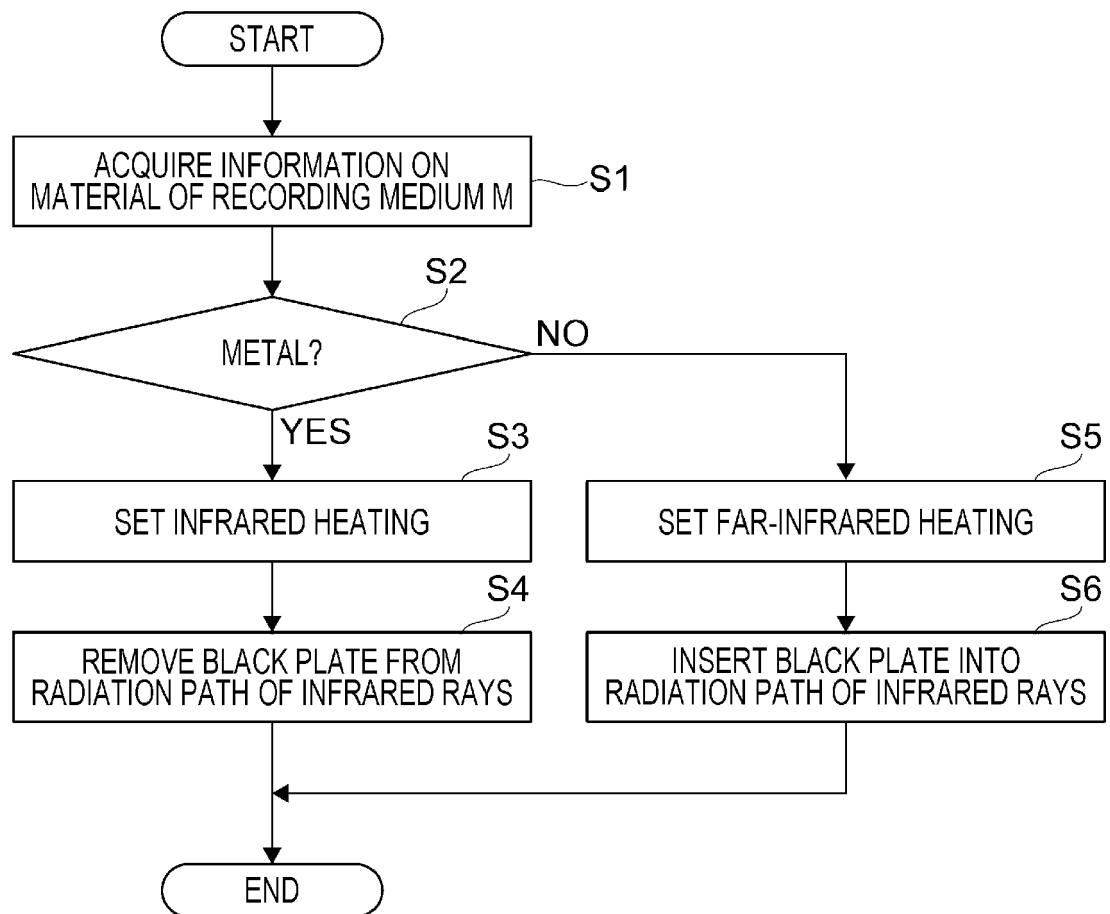 START
ACQUIRE INFORMATION ON
MATERIAL OF RECORDING MEDIUM M
S1
S2
METAL?
NO
YES
S3
SET INFRARED HEATING
S5
SET FAR-INFRARED HEATING
S4
REMOVE BLACK PLATE FROM
RADIATION PATH OF INFRARED RAYS
S6
INSERT BLACK PLATE INTO
RADIATION PATH OF INFRARED RAYS
END